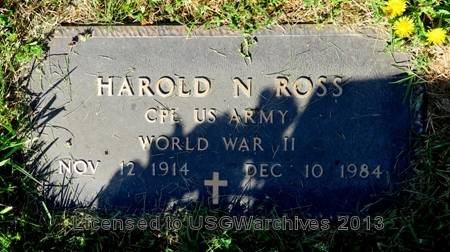 HAROLD N ROSS
CPL US ARMY
WORLD WAR II
NOV 12 1914 DEC 10 1984
Licensed to USGWarchives 2013